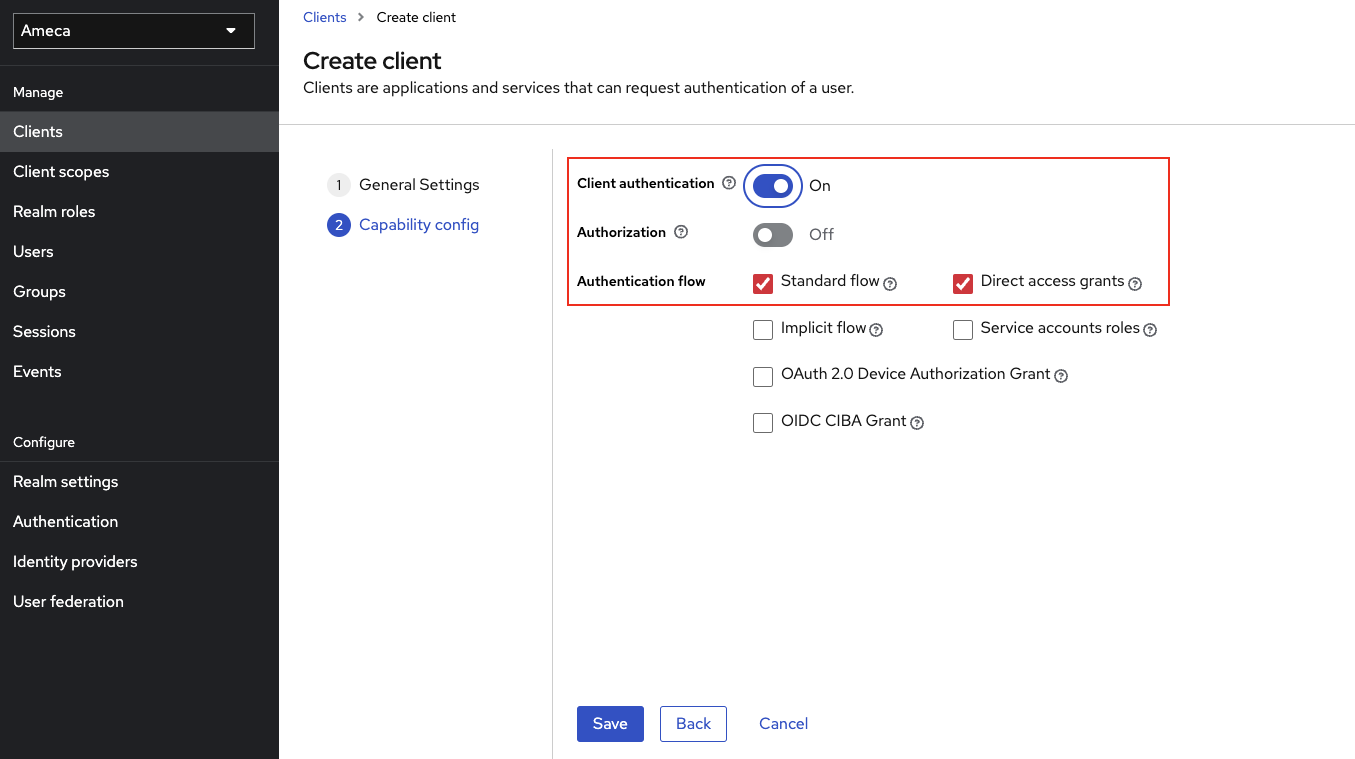 Ameca
Manage
Clients
Client scopes
Realm roles
Users
Groups
Sessions
Events
Configure
Realm settings
Authentication
Identity providers
User federation
Clients > Create client
Create client
Clients are applications and services that can request authentication of a user.
1 General Settings
2 Capability config
Client authentication ? On
Authorization ? Off
Authentication flow Standard flow ? Direct access grants ?
Implicit flow ? Service accounts roles ?
OAuth 2.0 Device Authorization Grant ?
OIDC CIBA Grant ?
Save Back Cancel